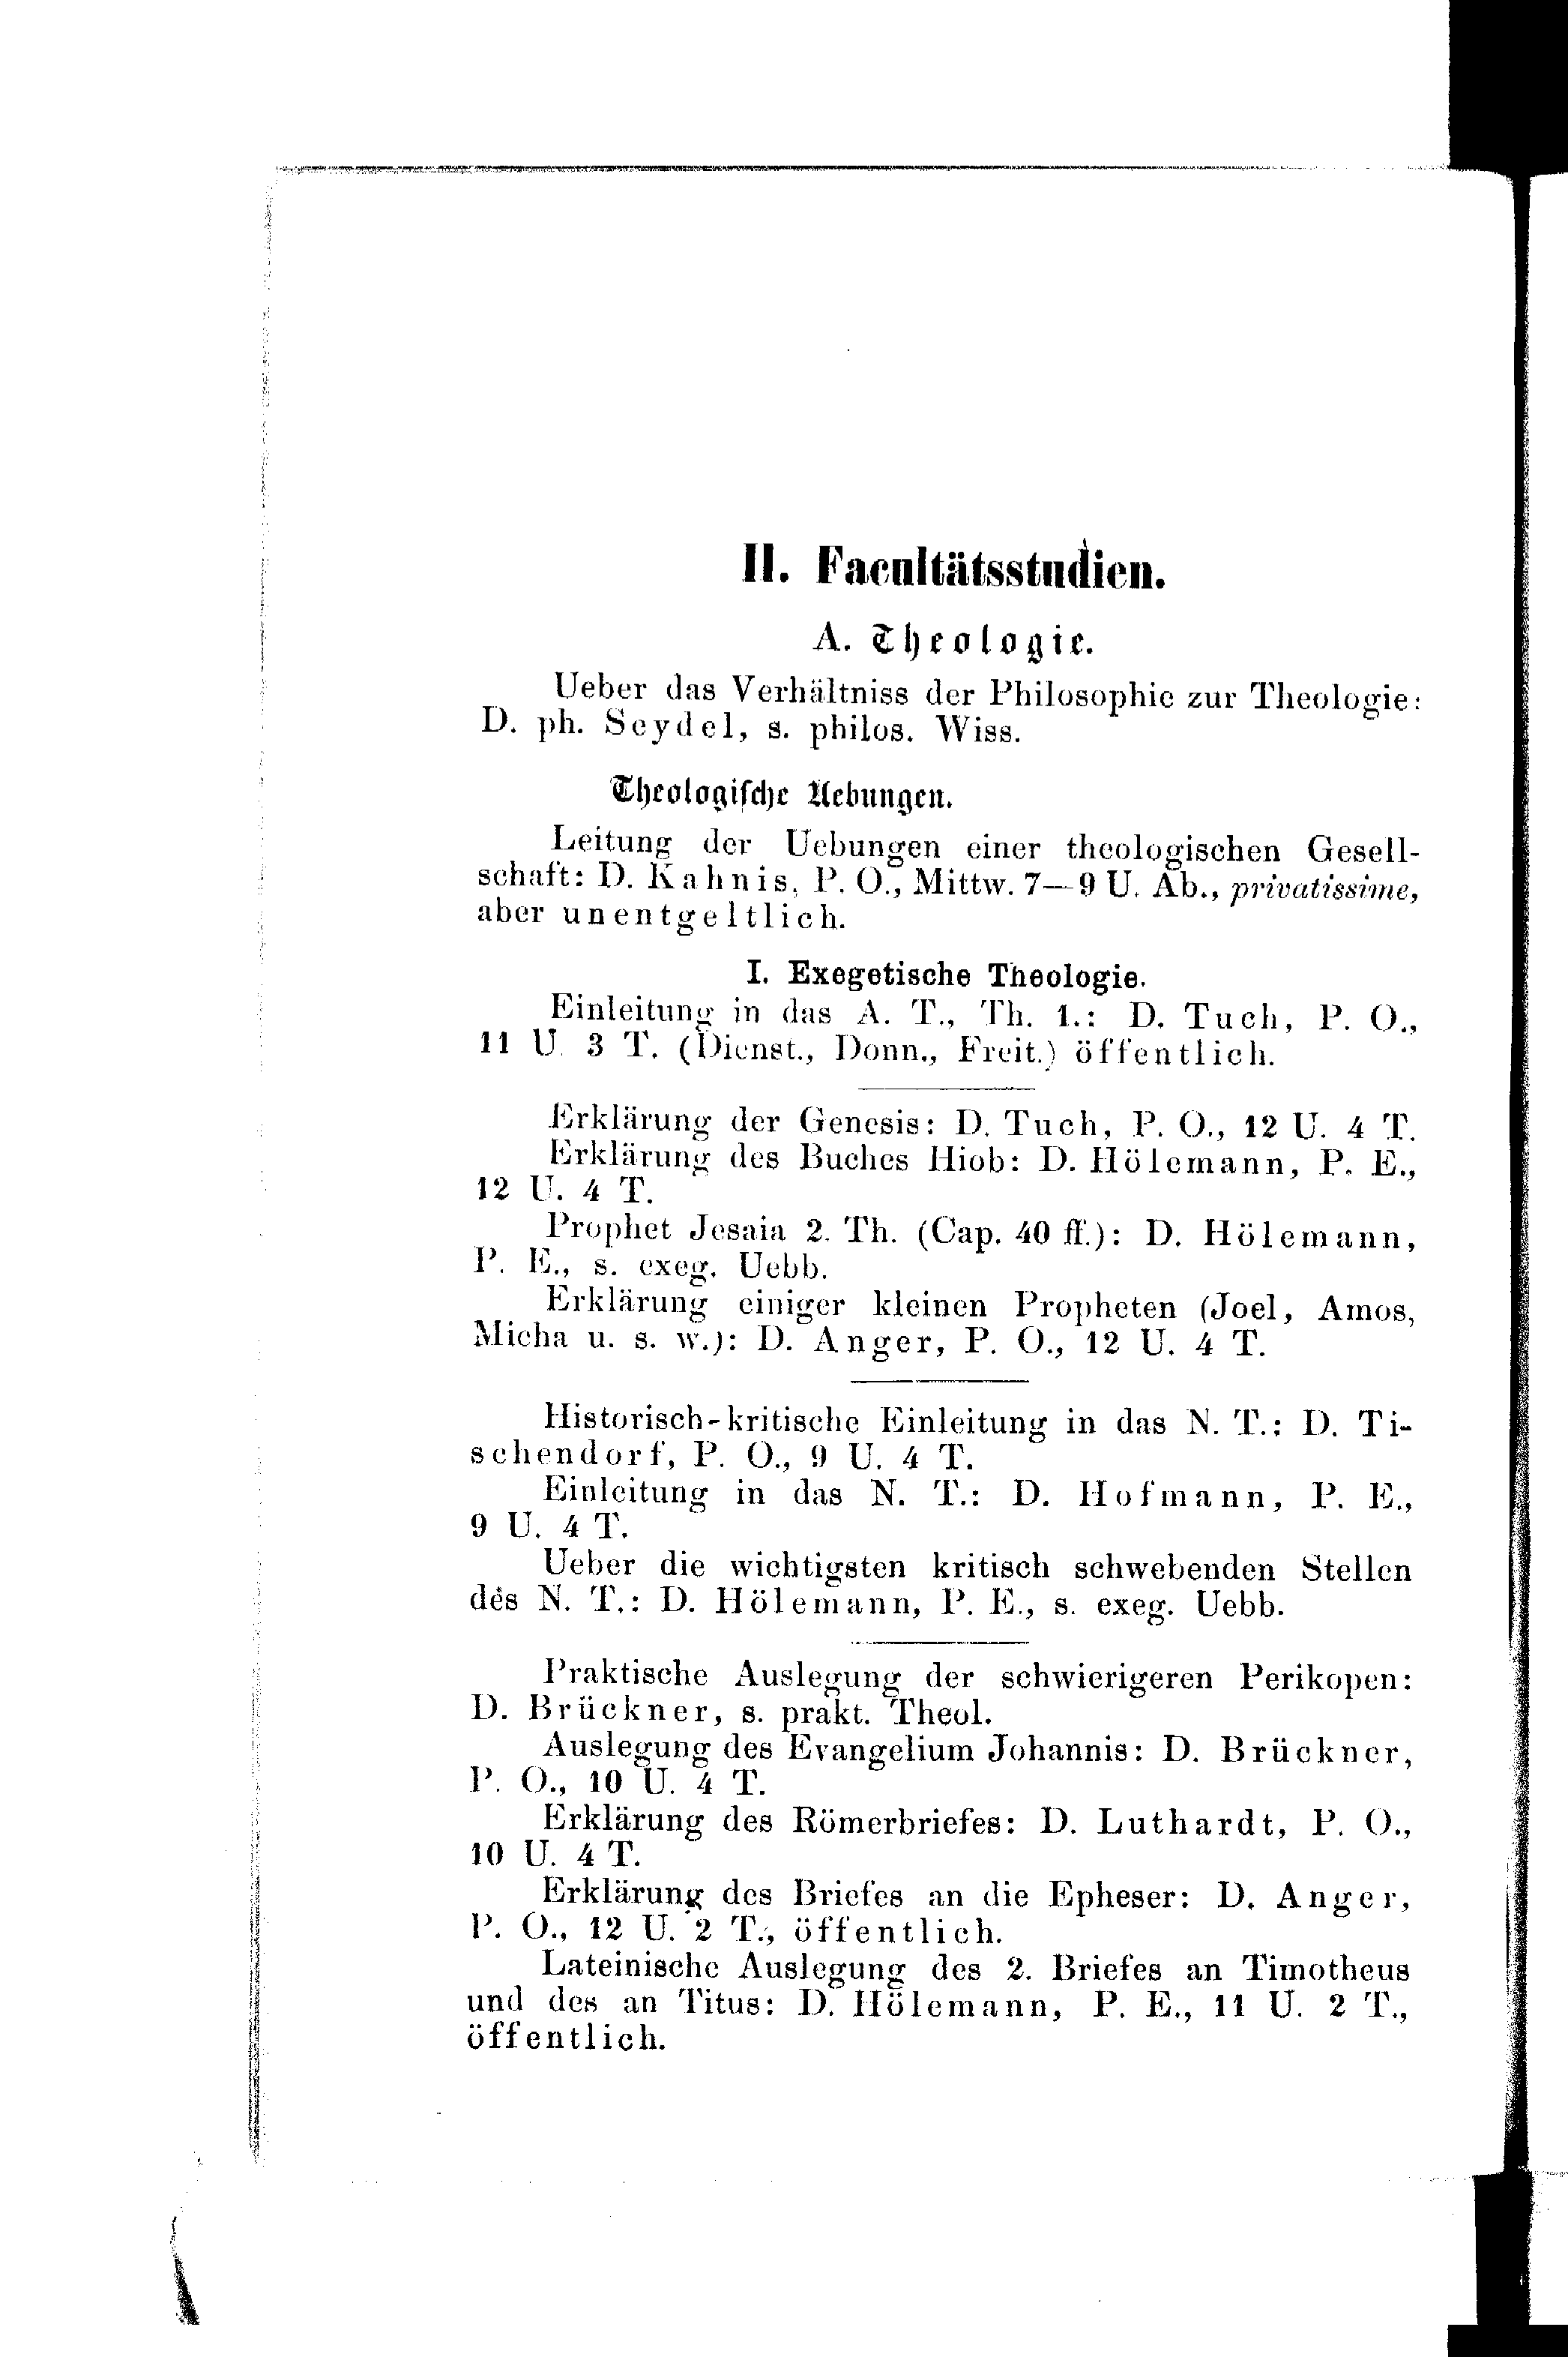 II. Facultätsstudien.
A. Theologie.
Ueber das Verhältniss der Philosophie zur Theologie:
D. ph. Seydel, s. philos. Wiss.
Theologische Uebungen.
Leitung der Uebungen einer theologischen Gesell-
schaft: D. Kahnis, P. O., Mittw. 7—9 U. Ab., privatissime,
aber unentgeltlich.
I. Exegetische Theologie.
Einleitung in das A. T., Th. 1.: D. Tuch, P. O.,
11 U. 3 T. (Dienst., Donn., Freit.) öffentlich.
Erklärung der Genesis: D. Tuch, P. O., 12 U. 4 T.
Erklärung des Buches Hiob: D. Hölemann, P. E.,
12 U. 4 T.
Prophet Jesaia 2. Th. (Cap. 40 ff.): D. Hölemann,
P. E., s. exeg. Uebb.
Erklärung einiger kleinen Propheten (Joel, Amos,
Micha u. s. w.): D. Anger, P. O., 12 U. 4 T.
Historisch-kritische Einleitung in das N. T.: D. Ti-
schendorf, P. O., 9 U. 4 T.
Einleitung in das N. T.: D. Hofmann, P. E.,
9 U. 4 T.
Ueber die wichtigsten kritisch schwebenden Stellen
des N. T.: D. Hölemann, P. E., s. exeg. Uebb.
Praktische Auslegung der schwierigeren Perikopen:
D. Brückner, s. prakt. Theol.
Auslegung des Evangelium Johannis: D. Brückner,
P. O., 10 U. 4 T.
Erklärung des Römerbriefes: D. Luthardt, P. O.,
10 U. 4 T.
Erklärung des Briefes an die Epheser: D. Anger,
P. O., 12 U. 2 T., öffentlich.
Lateinische Auslegung des 2. Briefes an Timotheus
und des an Titus: D. Hölemann, P. E., 11 U. 2 T.,
öffentlich.